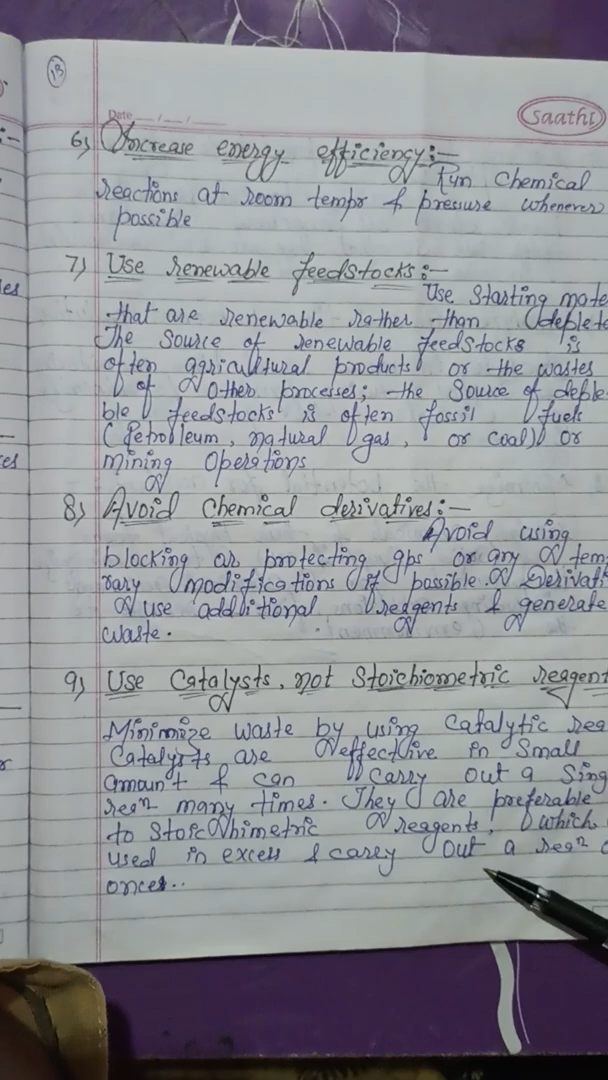 13
Date __/__/__
Saathi
6) Increase energy efficiency:-
Run Chemical
reactions at room tempr & pressure whenever
possible
7) Use renewable feedstocks:-
Use Starting mate
that are renewable rather than deplet
The Source of renewable feedstocks is
often agricultural products or the wastes
of Other processes; the Source of deple
ble feedstocks is often fossil fuels
(Petroleum, natural gas, or coal) or
mining Operations
8) Avoid Chemical derivatives:-
Avoid using
blocking or protecting gps or any tem
rary modifications if possible. Derivati
use additional reagents & generate
waste.
9) Use Catalysts, not Stoichiometric reagent
Minimize waste by using Catalytic rea
Catalysts are effective in Small
amount & can carry out a Sing
reaⁿ many times. They are preferable
to Stoichimetric reagents, which
used in excess & carry out a reaⁿ
onces..